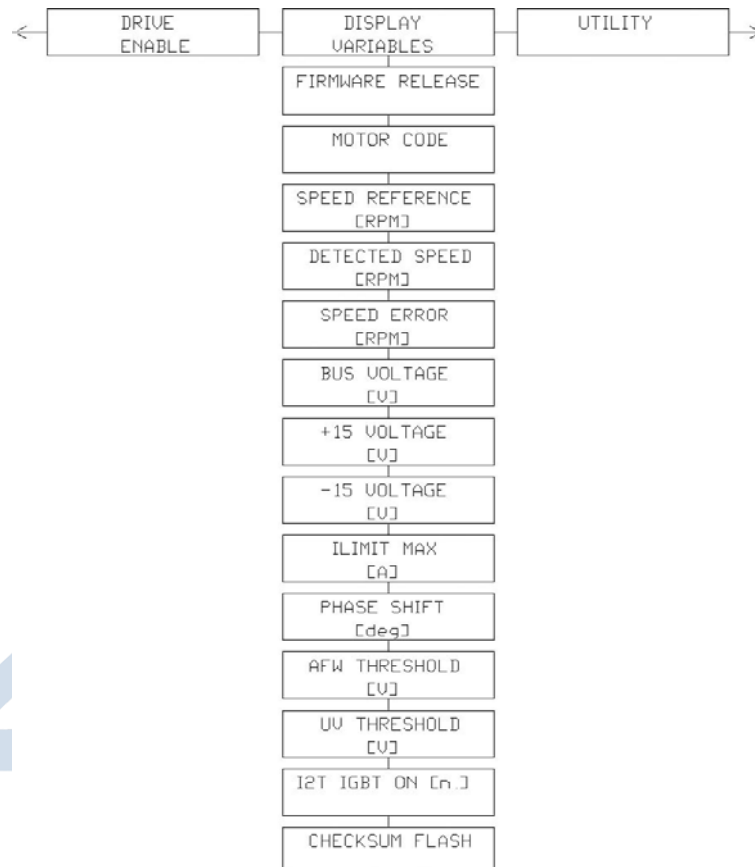 DRIVE
ENABLE
DISPLAY
VARIABLES
UTILITY
FIRMWARE RELEASE
MOTOR CODE
SPEED REFERENCE
[RPM]
DETECTED SPEED
[RPM]
SPEED ERROR
[RPM]
BUS VOLTAGE
[V]
+15 VOLTAGE
[V]
-15 VOLTAGE
[V]
ILIMIT MAX
[A]
PHASE SHIFT
[deg]
AFW THRESHOLD
[V]
UV THRESHOLD
[V]
I2T IGBT ON [n.]
CHECKSUM FLASH